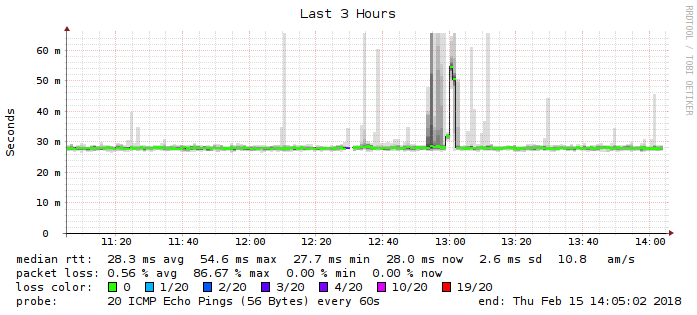 Last 3 Hours
RRDTOOL / TOBI OETIKER
Seconds
60 m
50 m
40 m
30 m
20 m
10 m
0
11:20 11:40 12:00 12:20 12:40 13:00 13:20 13:40 14:00
median rtt: 28.3 ms avg 54.6 ms max 27.7 ms min 28.0 ms now 2.6 ms sd 10.8 am/s
packet loss: 0.56 % avg 86.67 % max 0.00 % min 0.00 % now
loss color: 0 1/20 2/20 3/20 4/20 10/20 19/20
probe: 20 ICMP Echo Pings (56 Bytes) every 60s end: Thu Feb 15 14:05:02 2018